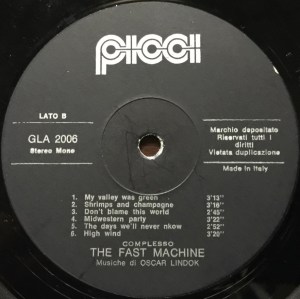 picci
LATO B
GLA 2006
Stereo Mono
Marchio depositato
Riservati tutti i
diritti
Vietata duplicazione
Made in Italy
1. My valley was green 3'13"
2. Shrimps and champagne 3'16"
3. Don't blame this world 2'45"
4. Midwestern party 3'22"
5. The days we'll never nkow 2'52"
6. High wind 3'20"
COMPLESSO
THE FAST MACHINE
Musiche di OSCAR LINDOK